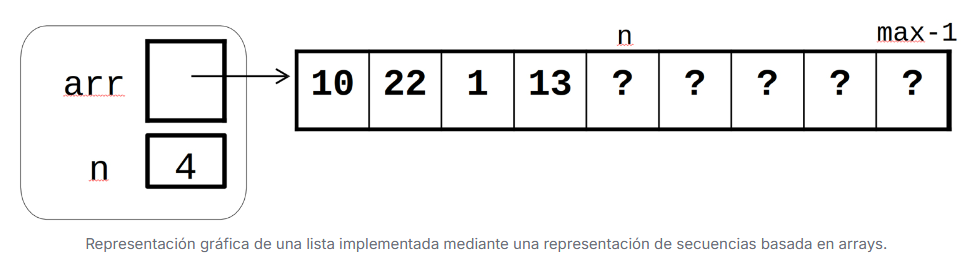 n
max-1
arr
10 22 1 13 ? ? ? ? ?
n
4
Representación gráfica de una lista implementada mediante una representación de secuencias basada en arrays.